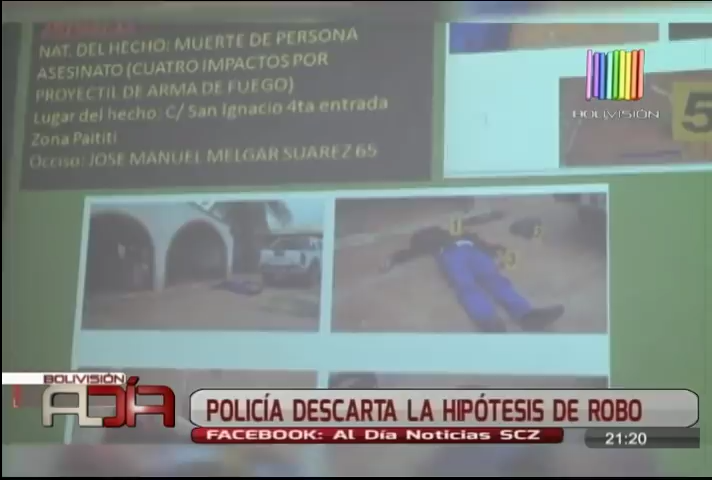 NAT. DEL HECHO: MUERTE DE PERSONA
ASESINATO (CUATRO IMPACTOS POR
PROYECTIL DE ARMA DE FUEGO)
Lugar del hecho: C/ San Ignacio 4ta entrada
Zona Paititi
Occiso: JOSE MANUEL MELGAR SUAREZ 65
5
BOLIVISIÓN
BOLIVISIÓN
AL DÍA
POLICÍA DESCARTA LA HIPÓTESIS DE ROBO
FACEBOOK: Al Día Noticias SCZ
21:20